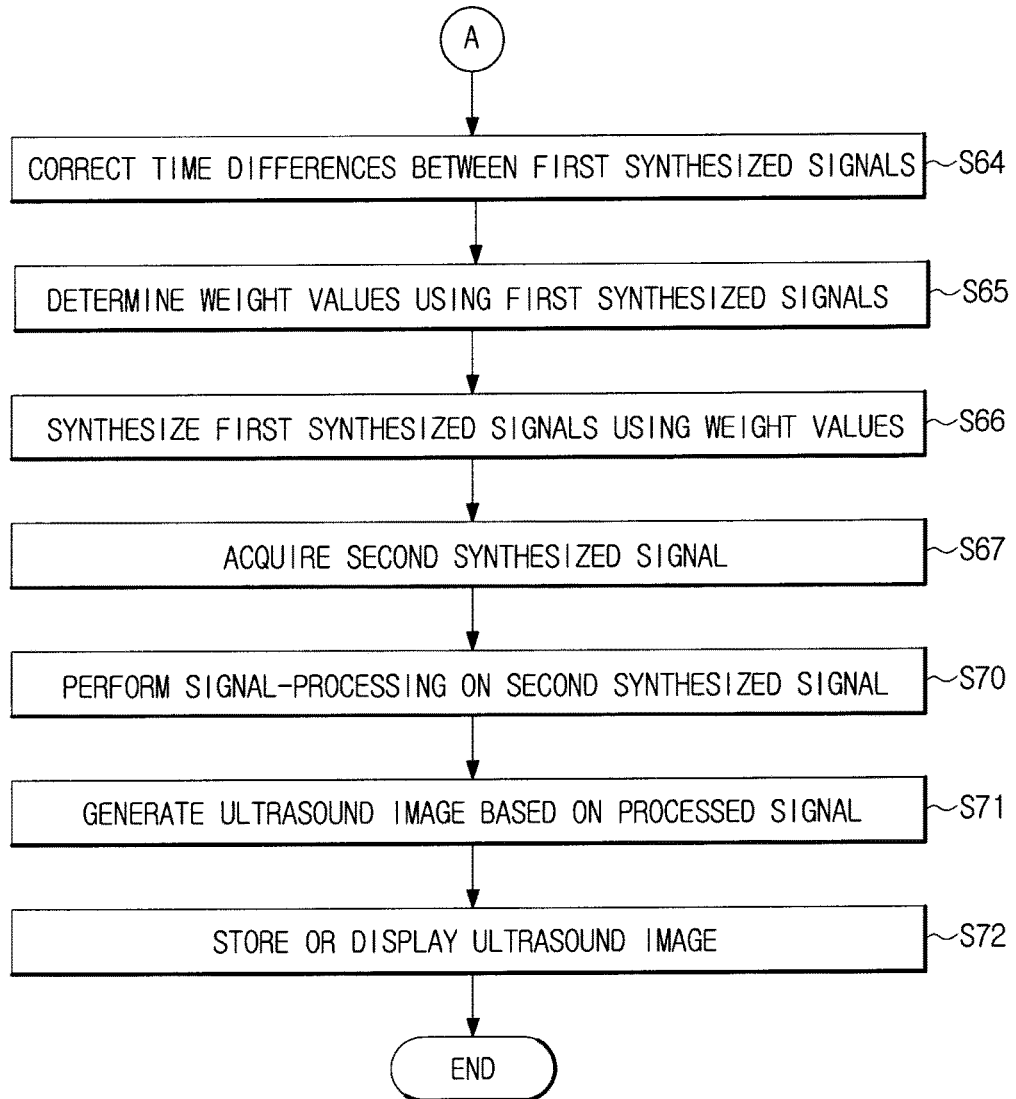 A
CORRECT TIME DIFFERENCES BETWEEN FIRST SYNTHESIZED SIGNALS
S64
DETERMINE WEIGHT VALUES USING FIRST SYNTHESIZED SIGNALS
S65
SYNTHESIZE FIRST SYNTHESIZED SIGNALS USING WEIGHT VALUES
S66
ACQUIRE SECOND SYNTHESIZED SIGNAL
S67
PERFORM SIGNAL-PROCESSING ON SECOND SYNTHESIZED SIGNAL
S70
GENERATE ULTRASOUND IMAGE BASED ON PROCESSED SIGNAL
S71
STORE OR DISPLAY ULTRASOUND IMAGE
S72
END